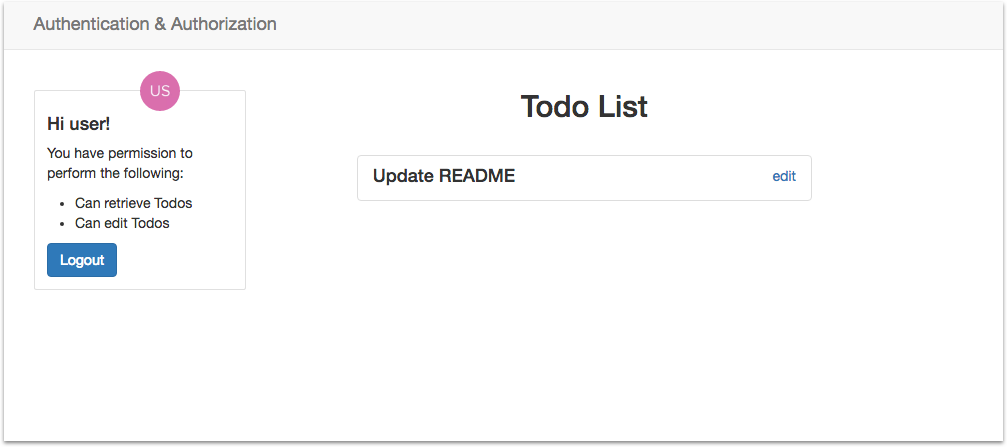 Authentication & Authorization
US
Hi user!
You have permission to
perform the following:
• Can retrieve Todos
• Can edit Todos
Logout
Todo List
Update README edit